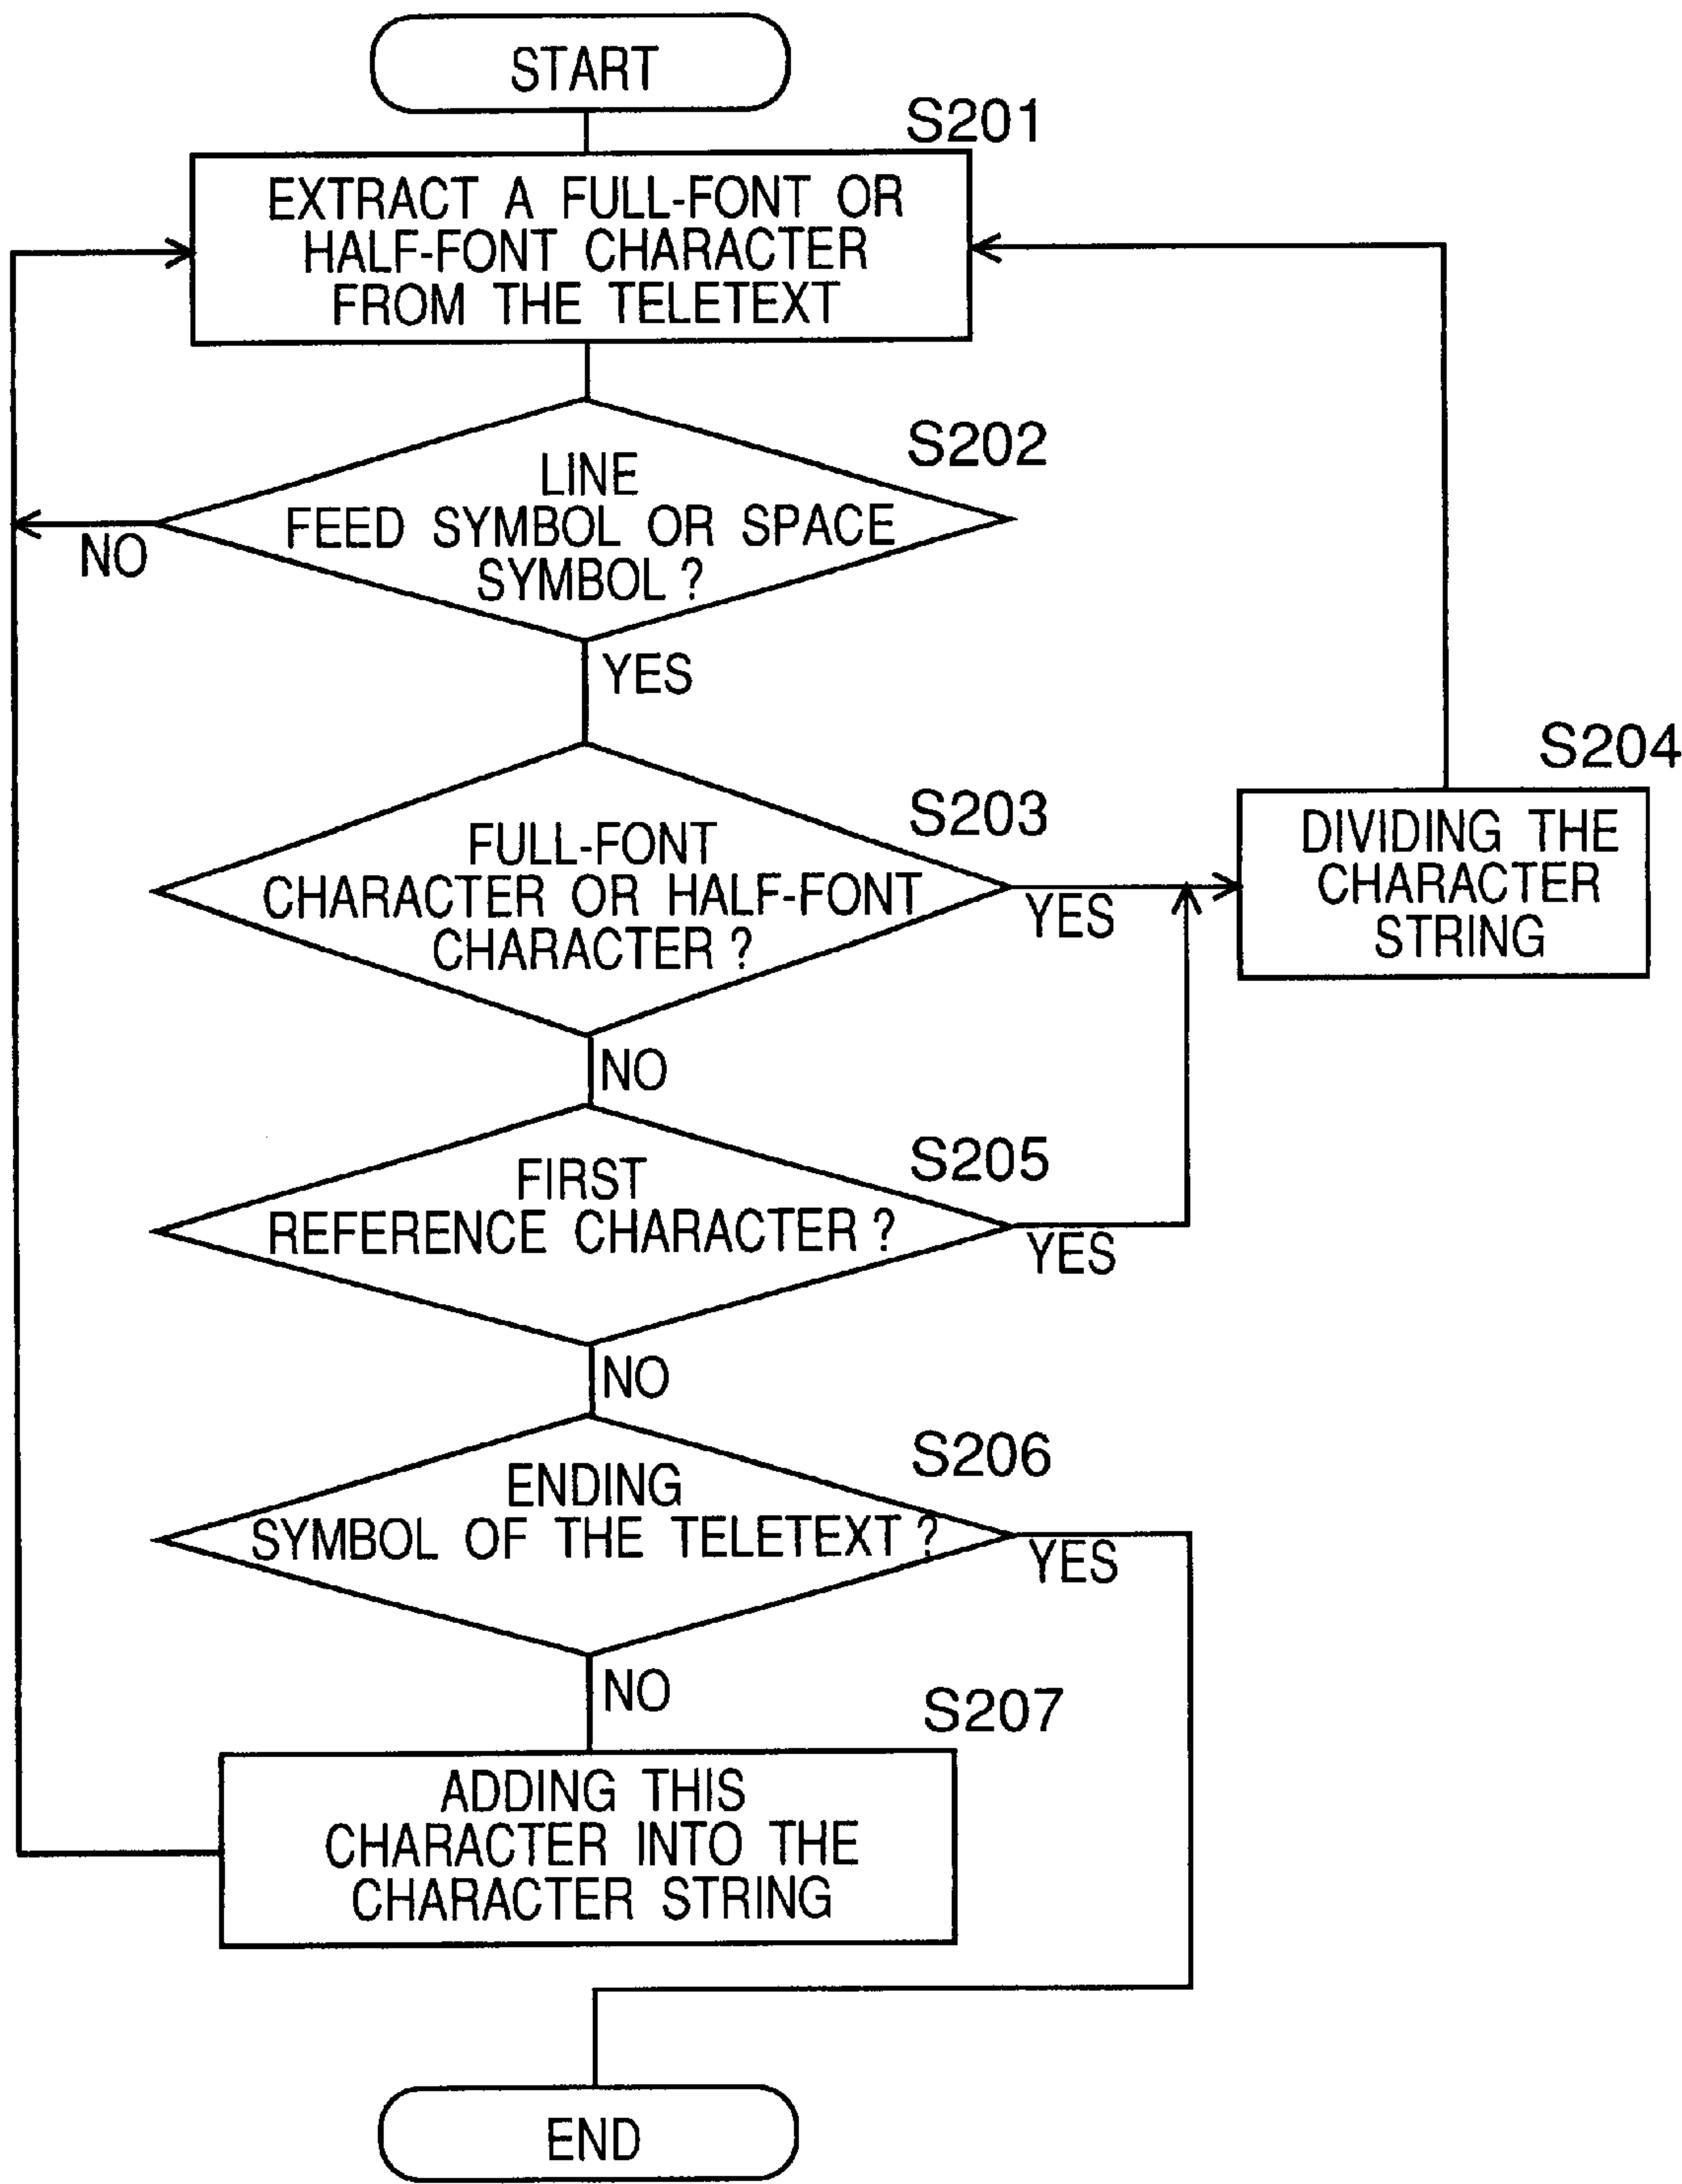 START
S201
EXTRACT A FULL-FONT OR
HALF-FONT CHARACTER
FROM THE TELETEXT
S202
LINE
FEED SYMBOL OR SPACE
SYMBOL ?
NO
YES
S203
FULL-FONT
CHARACTER OR HALF-FONT
CHARACTER ?
YES
S204
DIVIDING THE
CHARACTER
STRING
NO
S205
FIRST
REFERENCE CHARACTER ?
YES
NO
S206
ENDING
SYMBOL OF THE TELETEXT ?
YES
NO
S207
ADDING THIS
CHARACTER INTO THE
CHARACTER STRING
END